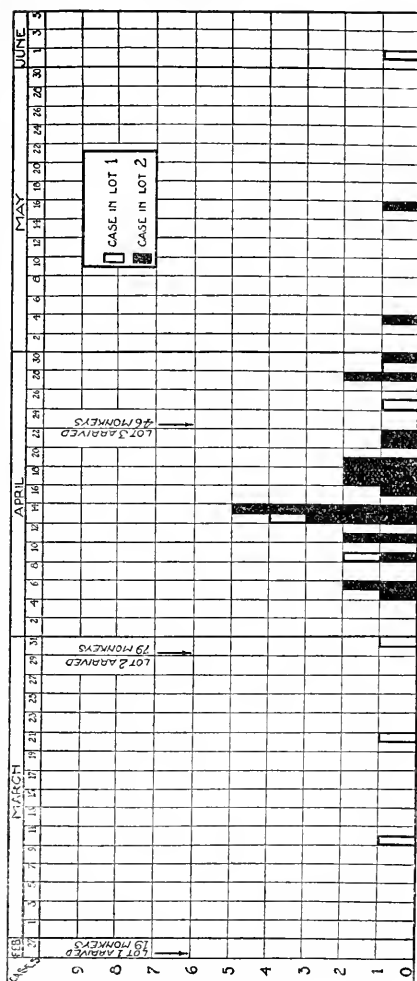 FEB. MARCH APRIL MAY JUNE
CASES 27 1 3 5 7 9 11 13 15 17 19 21 23 25 27 29 31 2 4 6 8 10 12 14 16 18 20 22 24 26 28 30 2 4 6 8 10 12 14 16 18 20 22 24 26 28 30 1 3 5
9
8
7
6
5
4
3
2
1
0
LOT 1 ARRIVED
19 MONKEYS
LOT 2 ARRIVED
79 MONKEYS
LOT 3 ARRIVED
46 MONKEYS
CASE IN LOT 1
CASE IN LOT 2